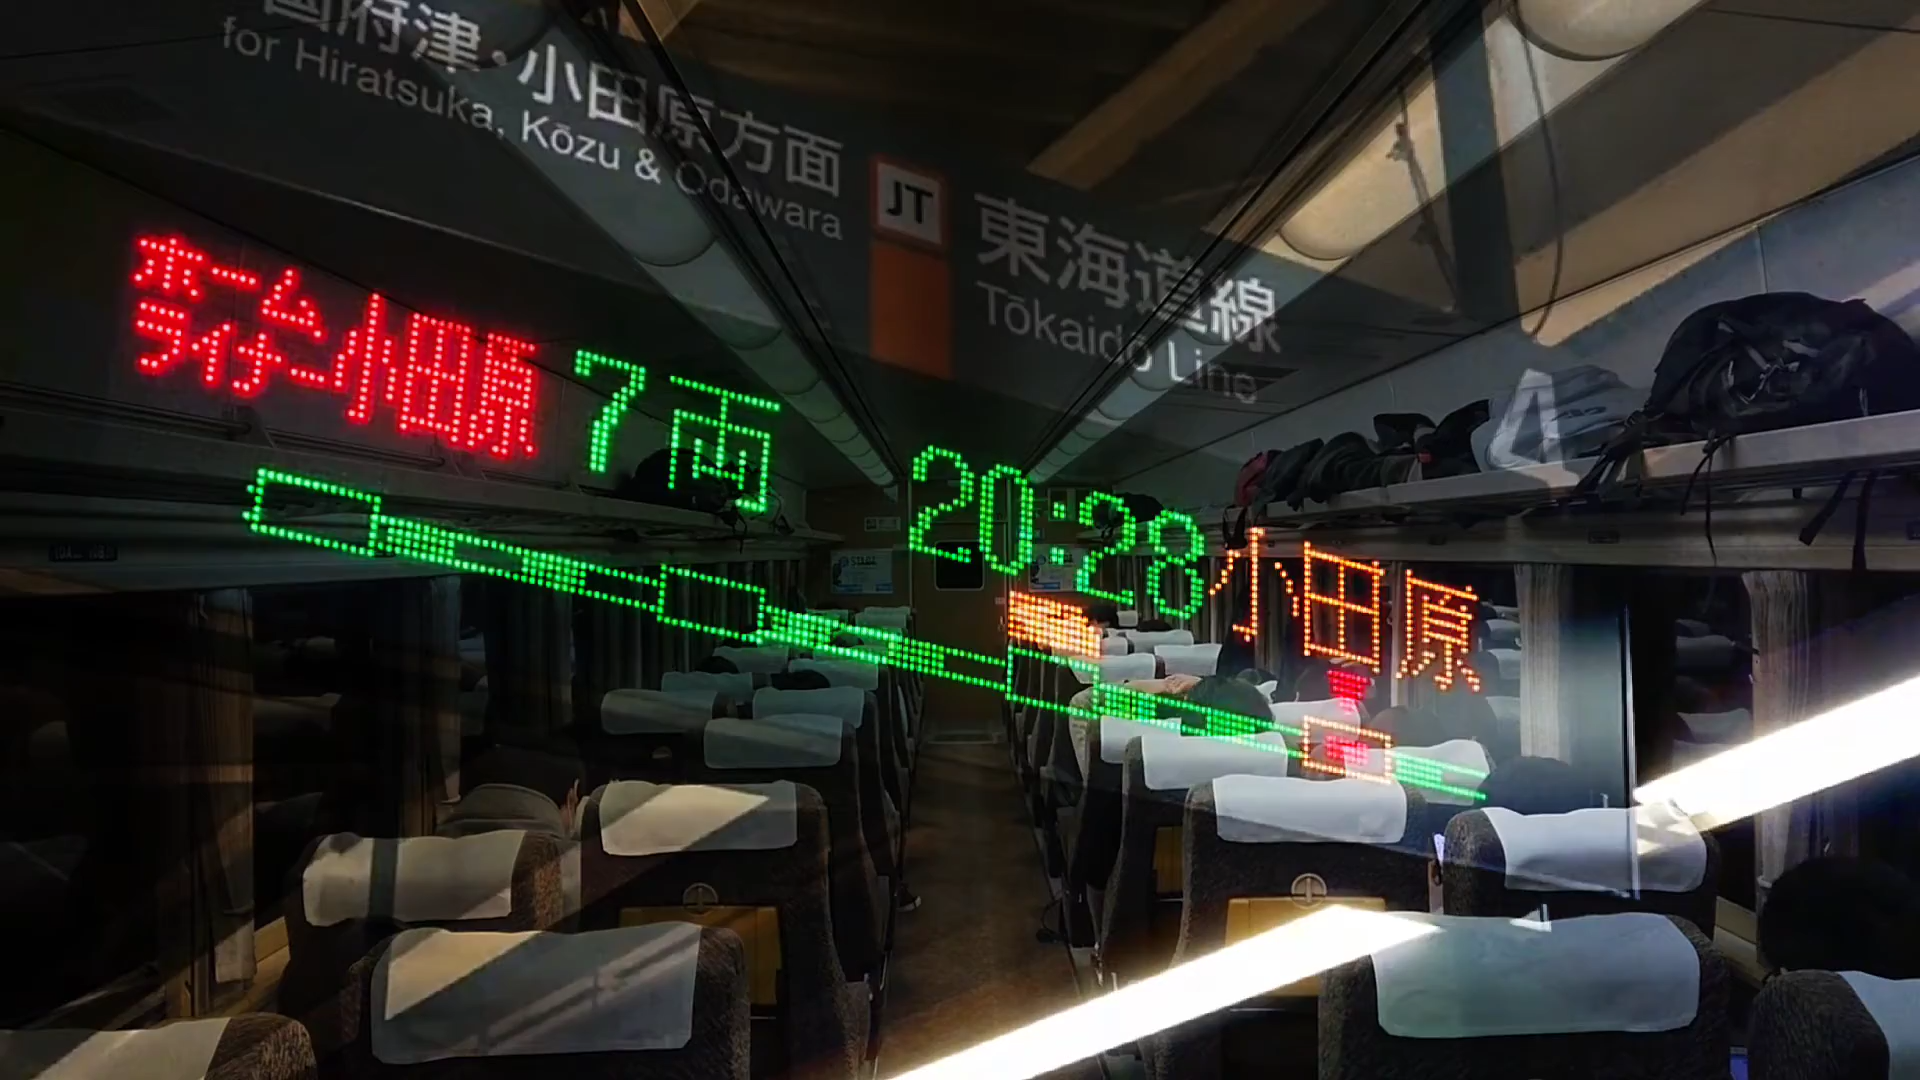 国府津・小田原方面
for Hiratsuka, Kōzu & Odawara
JT
東海道線
Tōkaidō Line
4
ホーム
ライナー小田原
7両
20:28
小田原